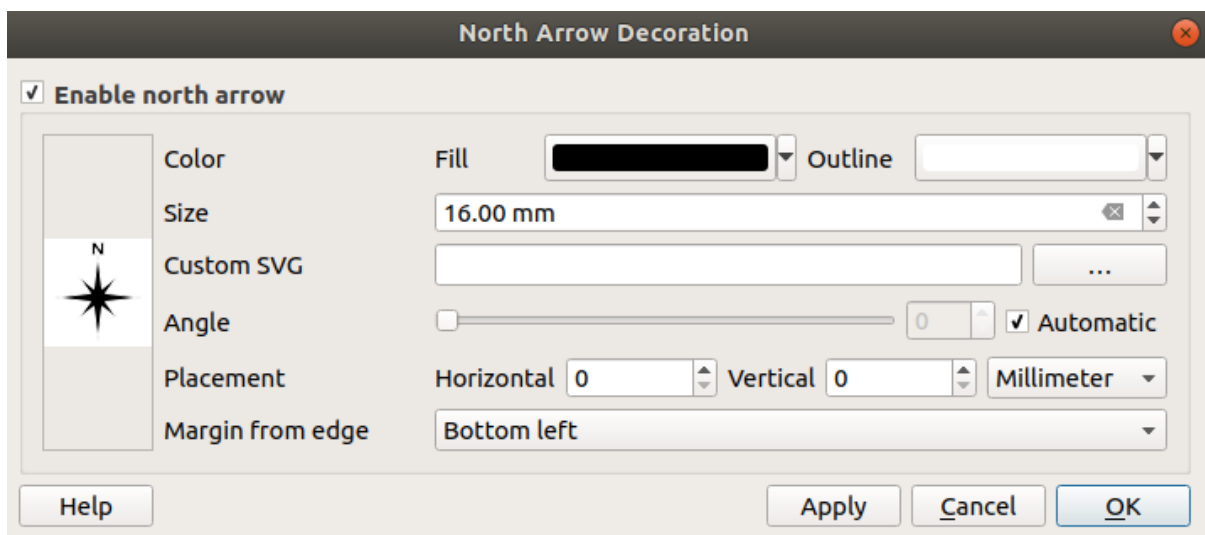 North Arrow Decoration
Enable north arrow
Color Fill Outline
Size 16.00 mm
N
Custom SVG ...
Angle 0 Automatic
Placement Horizontal 0 Vertical 0 Millimeter
Margin from edge Bottom left
Help Apply Cancel OK